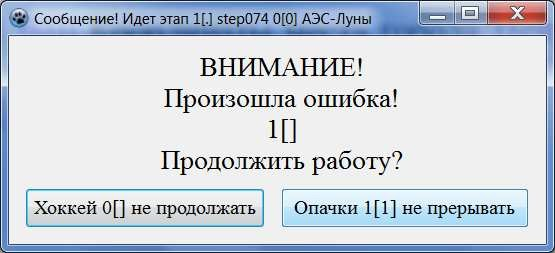 Сообщение! Идет этап 1[.] step074 0[0] АЭС-Луны
ВНИМАНИЕ!
Произошла ошибка!
1[]
Продолжить работу?
Хоккей 0[] не продолжать
Опачки 1[1] не прерывать